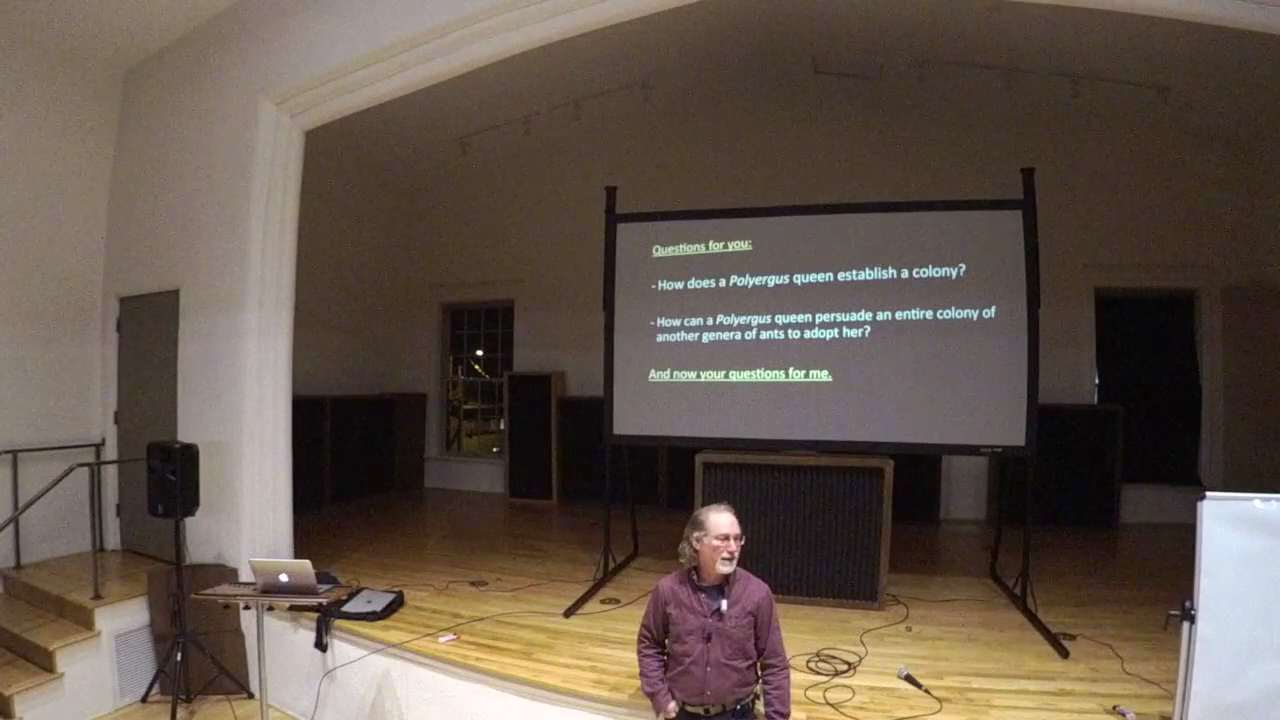 Questions for you:
- How does a Polyergus queen establish a colony?
- How can a Polyergus queen persuade an entire colony of
another genera of ants to adopt her?
And now your questions for me.